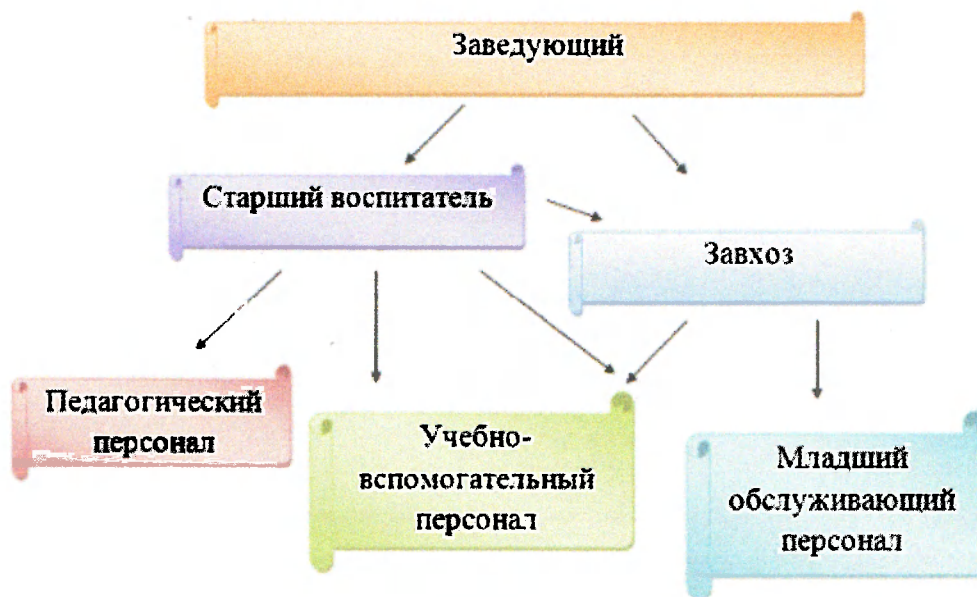 Заведующий
Старший воспитатель
Завхоз
Педагогический
персонал
Учебно-
вспомогательный
персонал
Младший
обслуживающий
персонал